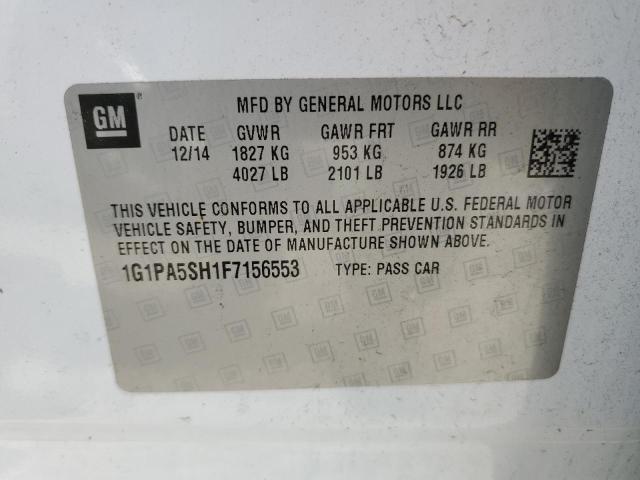 GM
MFD BY GENERAL MOTORS LLC
DATE GVWR GAWR FRT GAWR RR
12/14 1827 KG 953 KG 874 KG
4027 LB 2101 LB 1926 LB
THIS VEHICLE CONFORMS TO ALL APPLICABLE U.S. FEDERAL MOTOR
VEHICLE SAFETY, BUMPER, AND THEFT PREVENTION STANDARDS IN
EFFECT ON THE DATE OF MANUFACTURE SHOWN ABOVE.
1G1PA5SH1F7156553 TYPE: PASS CAR